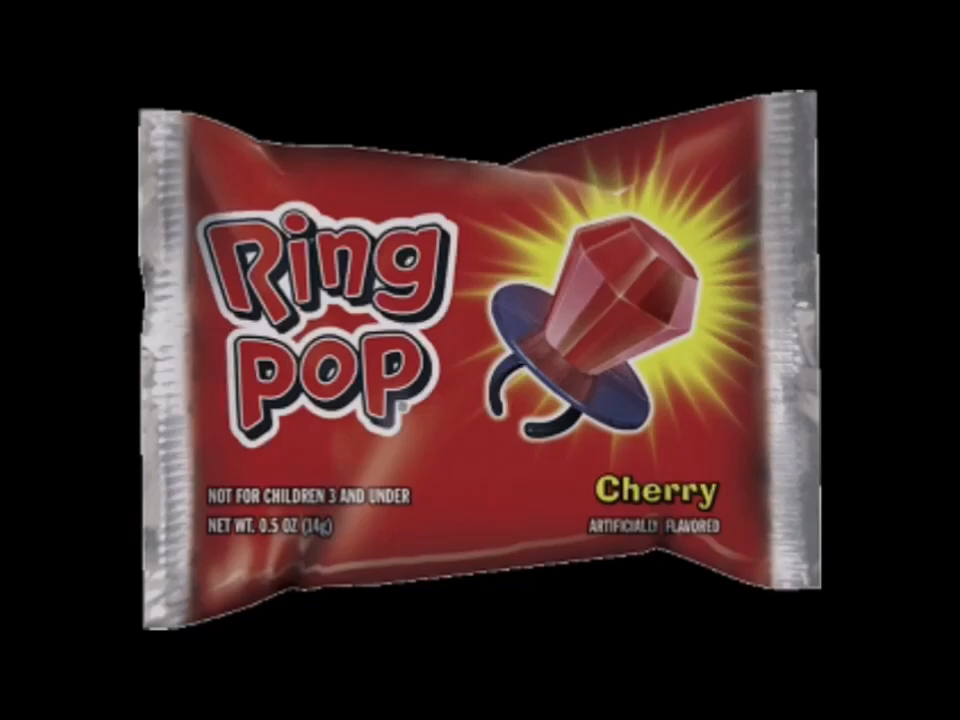 Ring
pop
NOT FOR CHILDREN 3 AND UNDER
NET WT. 0.5 OZ (14g)
Cherry
ARTIFICIALLY FLAVORED